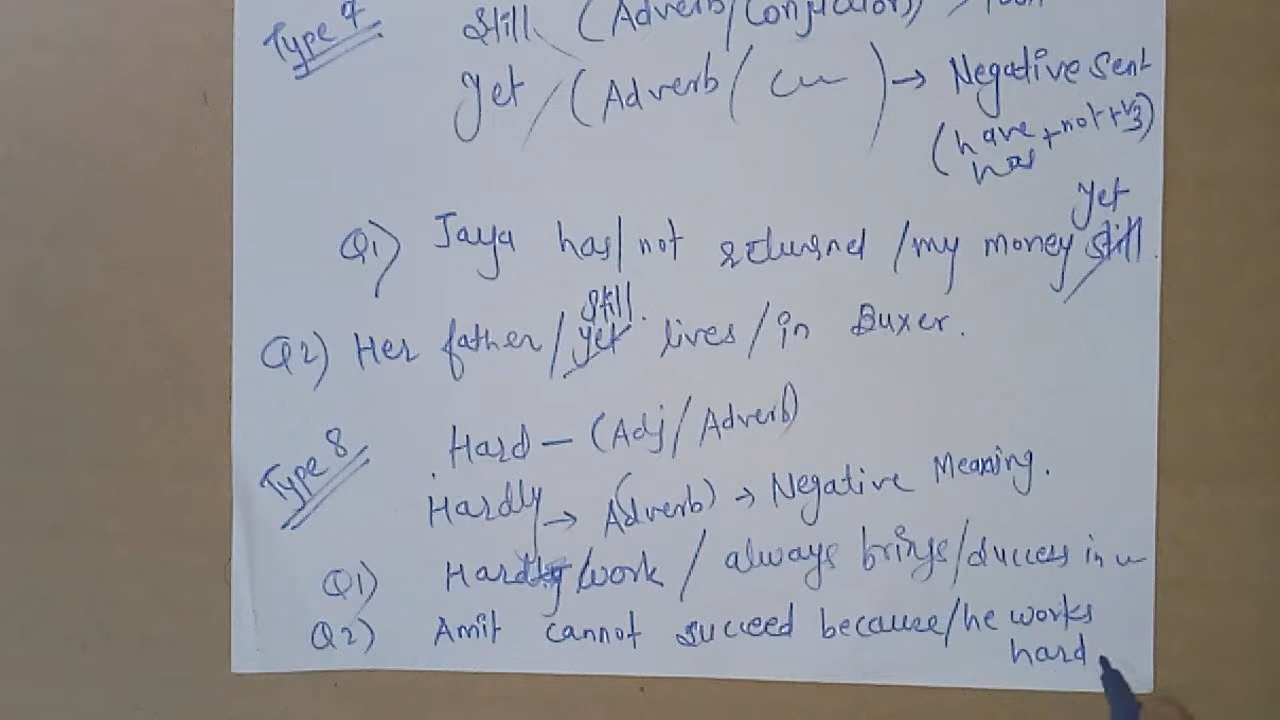 Type 7
Still (Adverb/Conjuction)
yet / (Adverb / ) → Negative Sent
(have + not + V3)
has
yet
Q1) Jaya has/ not returned / my money still.
still.
Q2) Her father / yet lives / in Buxer.
Type 8
Hard – (Adj / Adverb)
Hardly → (Adverb) → Negative Meaning.
Q1) Hardly / work / always brings / success in
Q2) Amit cannot succeed because / he works
hard